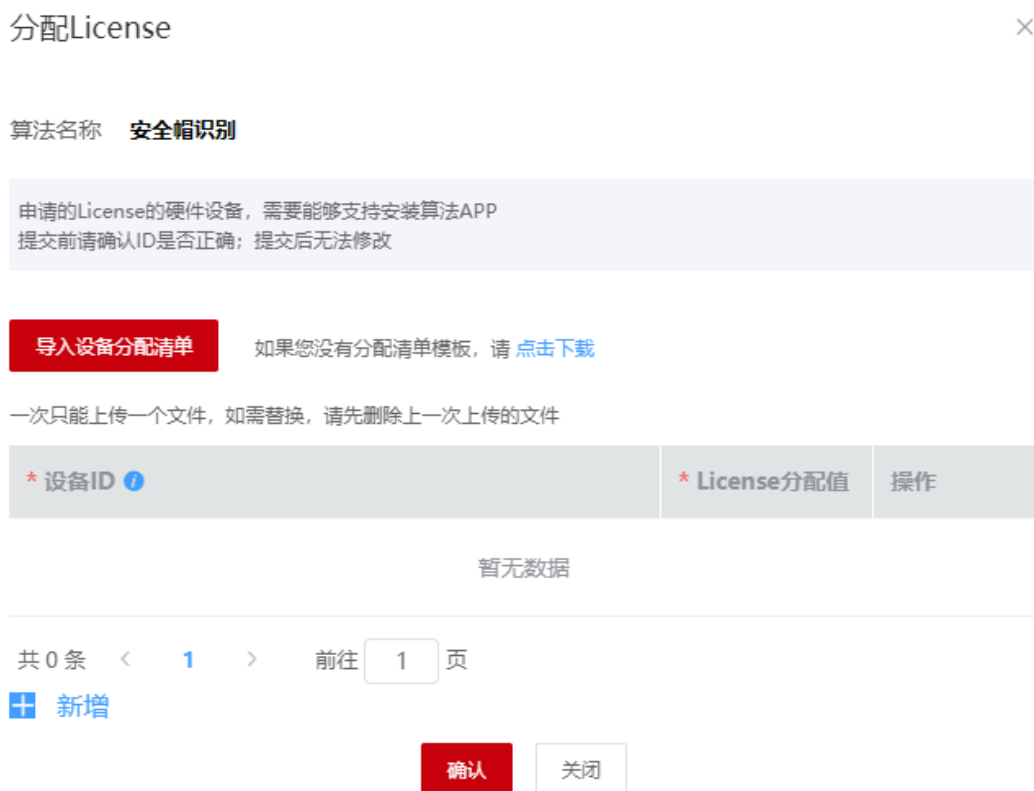 分配License
算法名称 安全帽识别
申请的License的硬件设备，需要能够支持安装算法APP
提交前请确认ID是否正确；提交后无法修改
导入设备分配清单 如果您没有分配清单模板，请 点击下载
一次只能上传一个文件，如需替换，请先删除上一次上传的文件
* 设备ID * License分配值 操作
暂无数据
共 0 条 1 前往 1 页
新增
确认 关闭